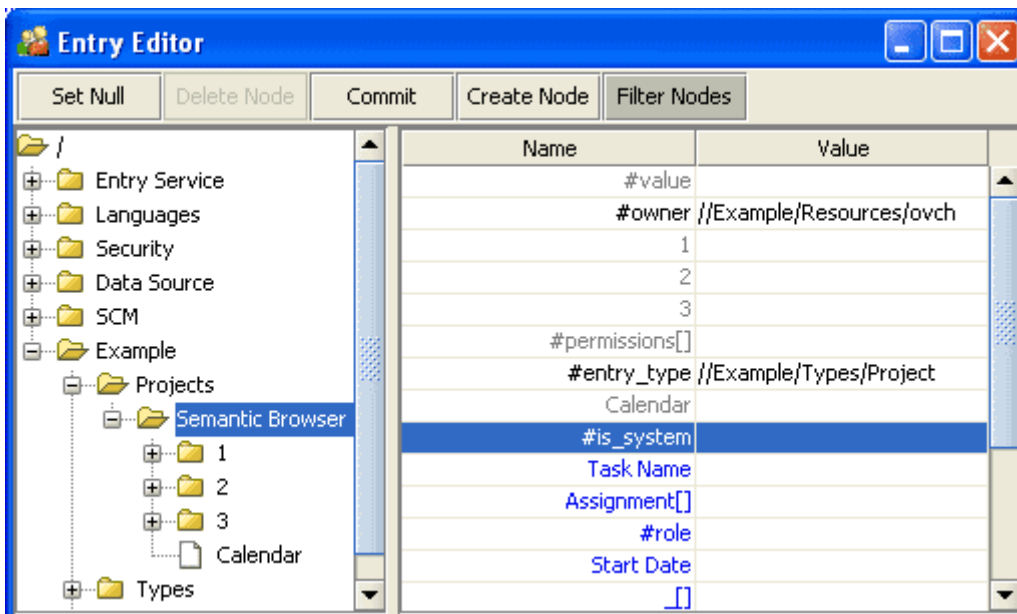 Entry Editor
Set Null Delete Node Commit Create Node Filter Nodes
/
Entry Service
Languages
Security
Data Source
SCM
Example
Projects
Semantic Browser
1
2
3
Calendar
Types
Name Value
#value
#owner //Example/Resources/ovch
1
2
3
#permissions[]
#entry_type //Example/Types/Project
Calendar
#is_system
Task Name
Assignment[]
#role
Start Date
_[]